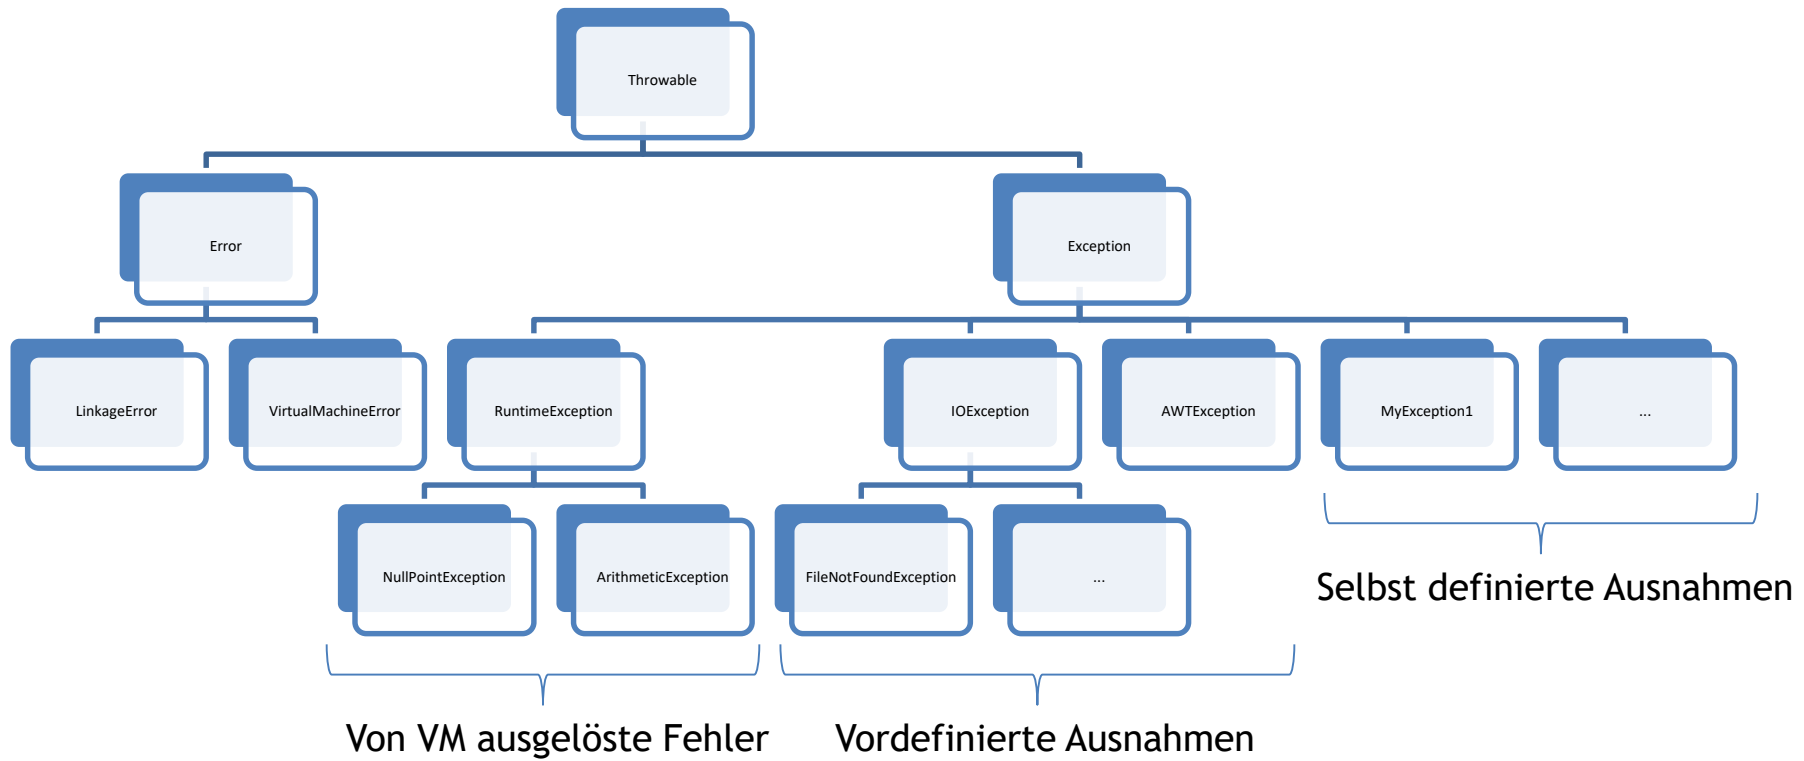 Throwable
Error
Exception
LinkageError
VirtualMachineError
RuntimeException
IOException
AWTException
MyException1
...
NullPointException
ArithmeticException
FileNotFoundException
...
Selbst definierte Ausnahmen
Von VM ausgelöste Fehler
Vordefinierte Ausnahmen